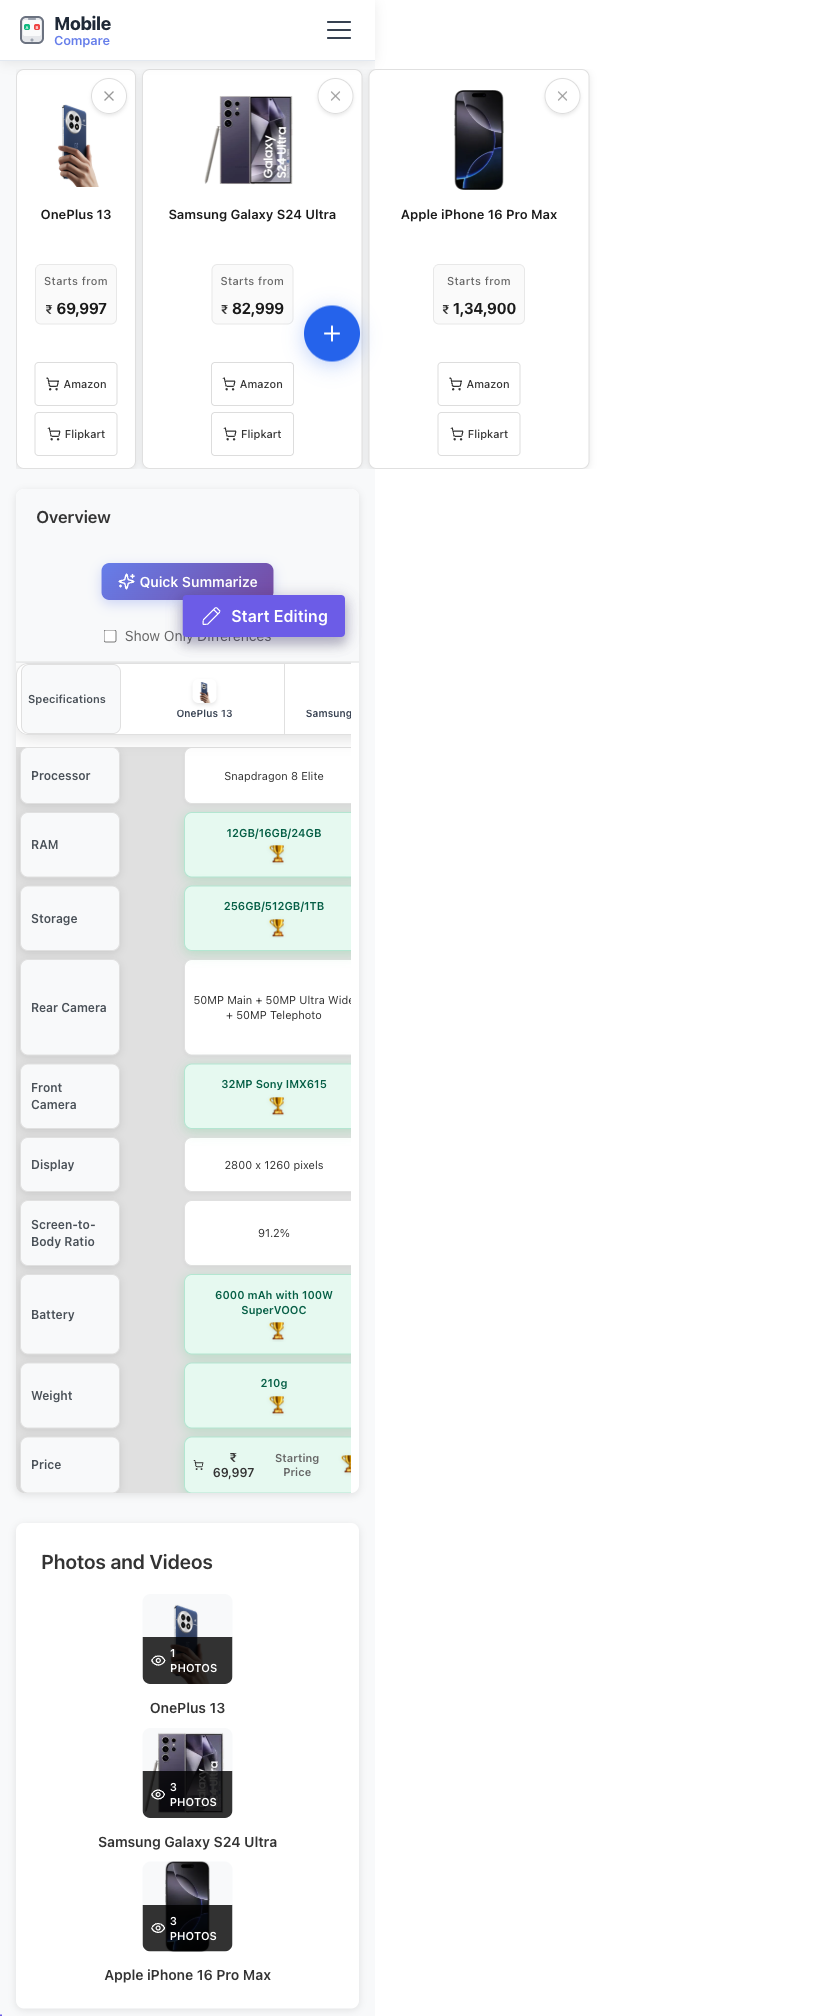 Mobile
Compare
OnePlus 13
Starts from
₹ 69,997
Amazon
Flipkart
Galaxy
S24 Ultra
Samsung Galaxy S24 Ultra
Starts from
₹ 82,999
Amazon
Flipkart
Apple iPhone 16 Pro Max
Starts from
₹ 1,34,900
Amazon
Flipkart
Overview
Quick Summarize
Start Editing
Show Only Differences
Specifications
OnePlus 13
Samsung
Processor
Snapdragon 8 Elite
RAM
12GB/16GB/24GB
Storage
256GB/512GB/1TB
Rear Camera
50MP Main + 50MP Ultra Wide
+ 50MP Telephoto
Front
Camera
32MP Sony IMX615
Display
2800 x 1260 pixels
Screen-to-
Body Ratio
91.2%
Battery
6000 mAh with 100W
SuperVOOC
Weight
210g
Price
₹
69,997
Starting
Price
Photos and Videos
1
PHOTOS
OnePlus 13
3
PHOTOS
Samsung Galaxy S24 Ultra
3
PHOTOS
Apple iPhone 16 Pro Max